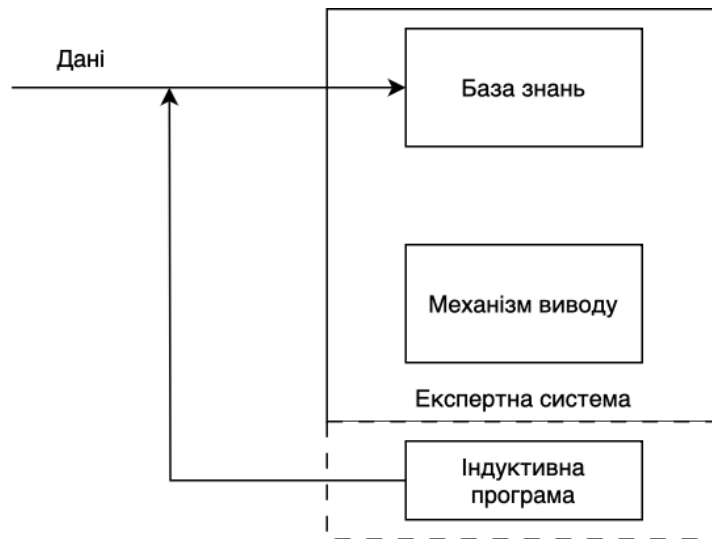 Дані
База знань
Механізм виводу
Експертна система
Індуктивна
програма